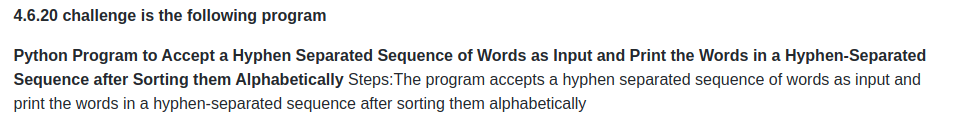 4.6.20 challenge is the following program
Python Program to Accept a Hyphen Separated Sequence of Words as Input and Print the Words in a Hyphen-Separated
Sequence after Sorting them Alphabetically Steps:The program accepts a hyphen separated sequence of words as input and
print the words in a hyphen-separated sequence after sorting them alphabetically